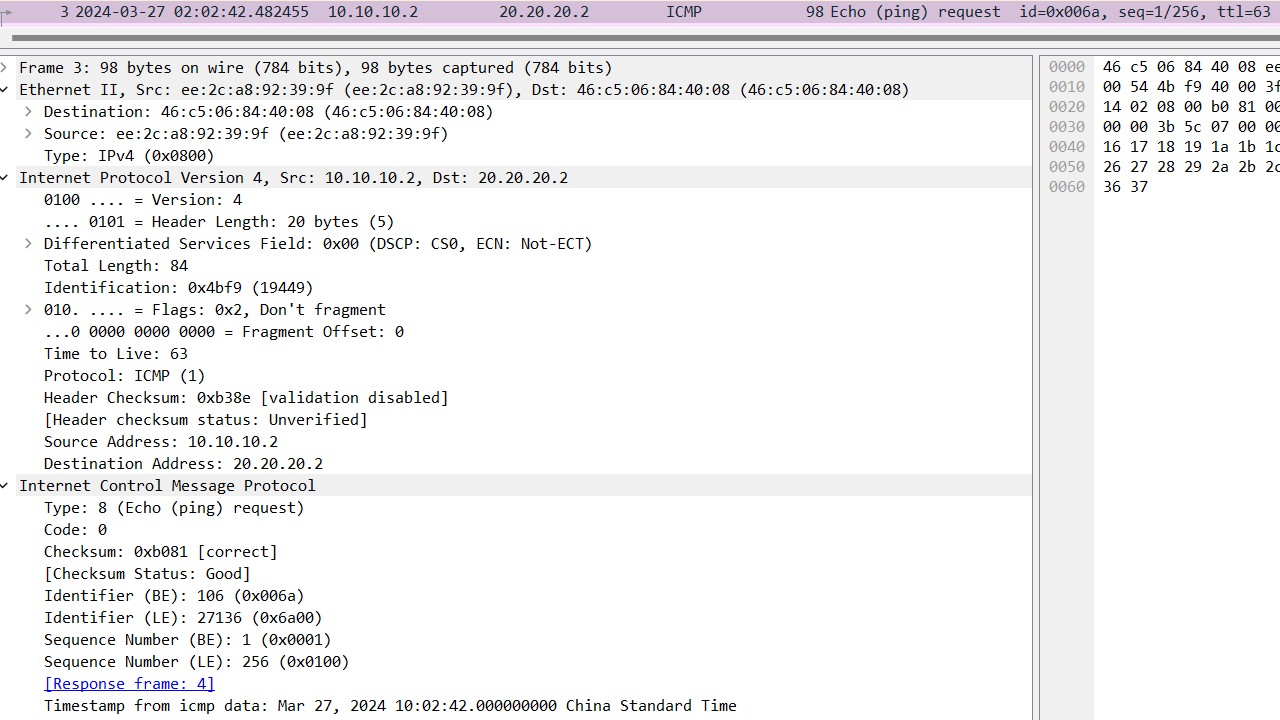 3 2024-03-27 02:02:42.482455 10.10.10.2 20.20.20.2 ICMP 98 Echo (ping) request id=0x006a, seq=1/256, ttl=63
Frame 3: 98 bytes on wire (784 bits), 98 bytes captured (784 bits)
Ethernet II, Src: ee:2c:a8:92:39:9f (ee:2c:a8:92:39:9f), Dst: 46:c5:06:84:40:08 (46:c5:06:84:40:08)
Destination: 46:c5:06:84:40:08 (46:c5:06:84:40:08)
Source: ee:2c:a8:92:39:9f (ee:2c:a8:92:39:9f)
Type: IPv4 (0x0800)
Internet Protocol Version 4, Src: 10.10.10.2, Dst: 20.20.20.2
0100 .... = Version: 4
.... 0101 = Header Length: 20 bytes (5)
Differentiated Services Field: 0x00 (DSCP: CS0, ECN: Not-ECT)
Total Length: 84
Identification: 0x4bf9 (19449)
010. .... = Flags: 0x2, Don't fragment
...0 0000 0000 0000 = Fragment Offset: 0
Time to Live: 63
Protocol: ICMP (1)
Header Checksum: 0xb38e [validation disabled]
[Header checksum status: Unverified]
Source Address: 10.10.10.2
Destination Address: 20.20.20.2
Internet Control Message Protocol
Type: 8 (Echo (ping) request)
Code: 0
Checksum: 0xb081 [correct]
[Checksum Status: Good]
Identifier (BE): 106 (0x006a)
Identifier (LE): 27136 (0x6a00)
Sequence Number (BE): 1 (0x0001)
Sequence Number (LE): 256 (0x0100)
[Response frame: 4]
Timestamp from icmp data: Mar 27, 2024 10:02:42.000000000 China Standard Time
0000 46 c5 06 84 40 08 ee
0010 00 54 4b f9 40 00 3f
0020 14 02 08 00 b0 81 00
0030 00 00 3b 5c 07 00 00
0040 16 17 18 19 1a 1b 1c
0050 26 27 28 29 2a 2b 2c
0060 36 37